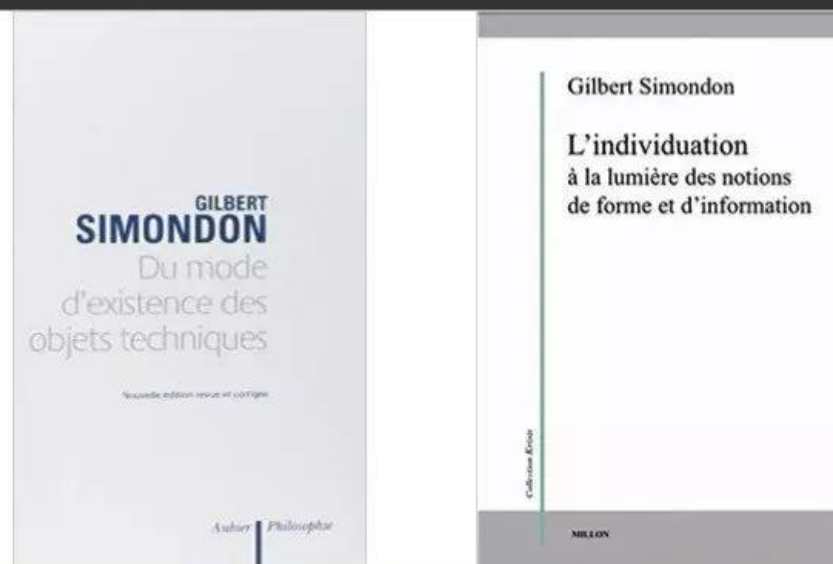 GILBERT
SIMONDON
Du mode
d'existence des
objets techniques
Nouvelle édition revue et corrigée
Aubier Philosophie
Gilbert Simondon
L'individuation
à la lumière des notions
de forme et d'information
Collection Krisis
MILLON